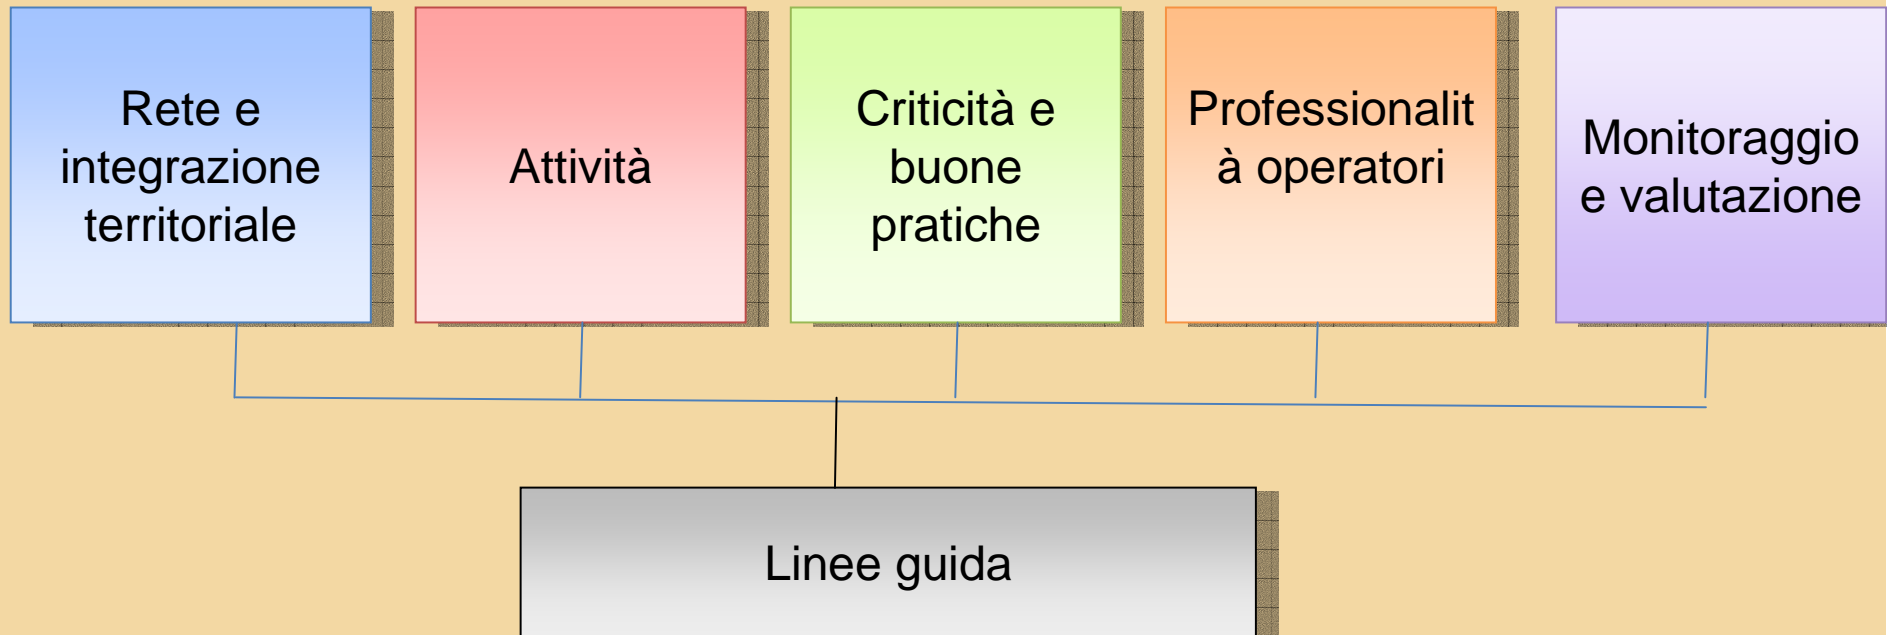 Rete e
integrazione
territoriale
Attività
Criticità e
buone
pratiche
Professionalit
à operatori
Monitoraggio
e valutazione
Linee guida